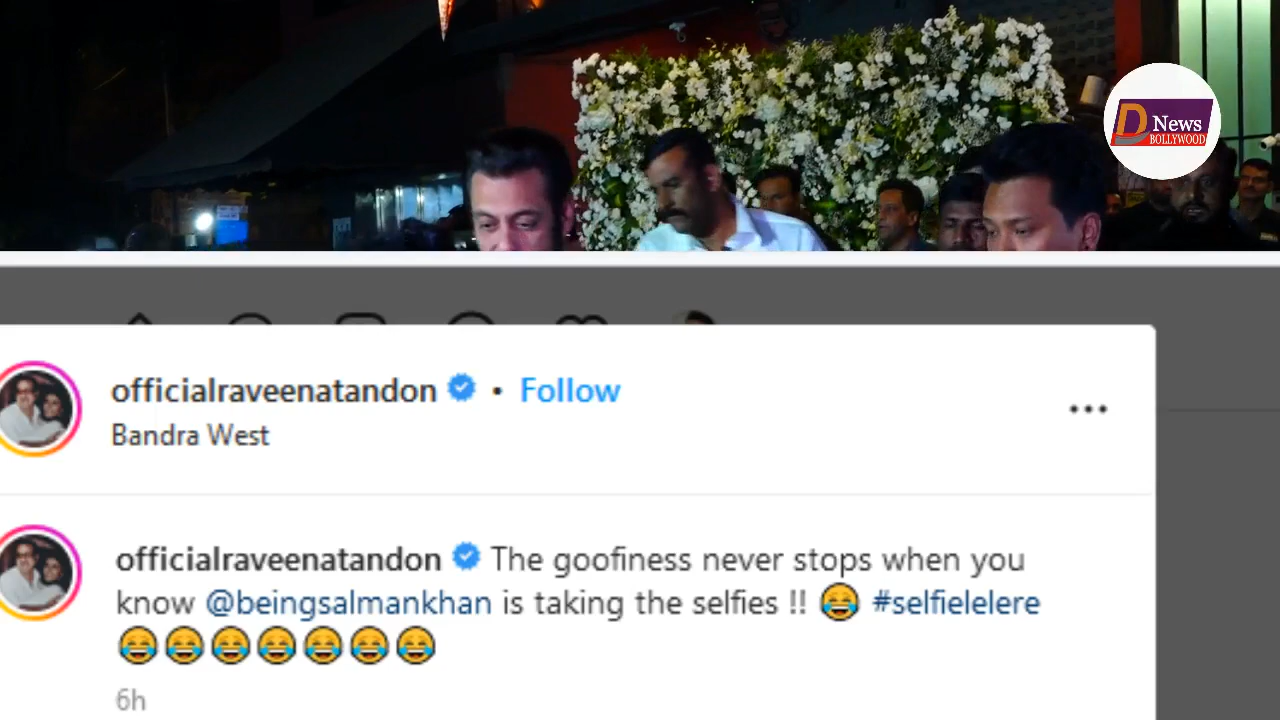 D News
BOLLYWOOD
officialraveenatandon • Follow
Bandra West
officialraveenatandon The goofiness never stops when you
know @beingsalmankhan is taking the selfies !! 😂 #selfielelere
😂😂😂😂😂😂😂
6h